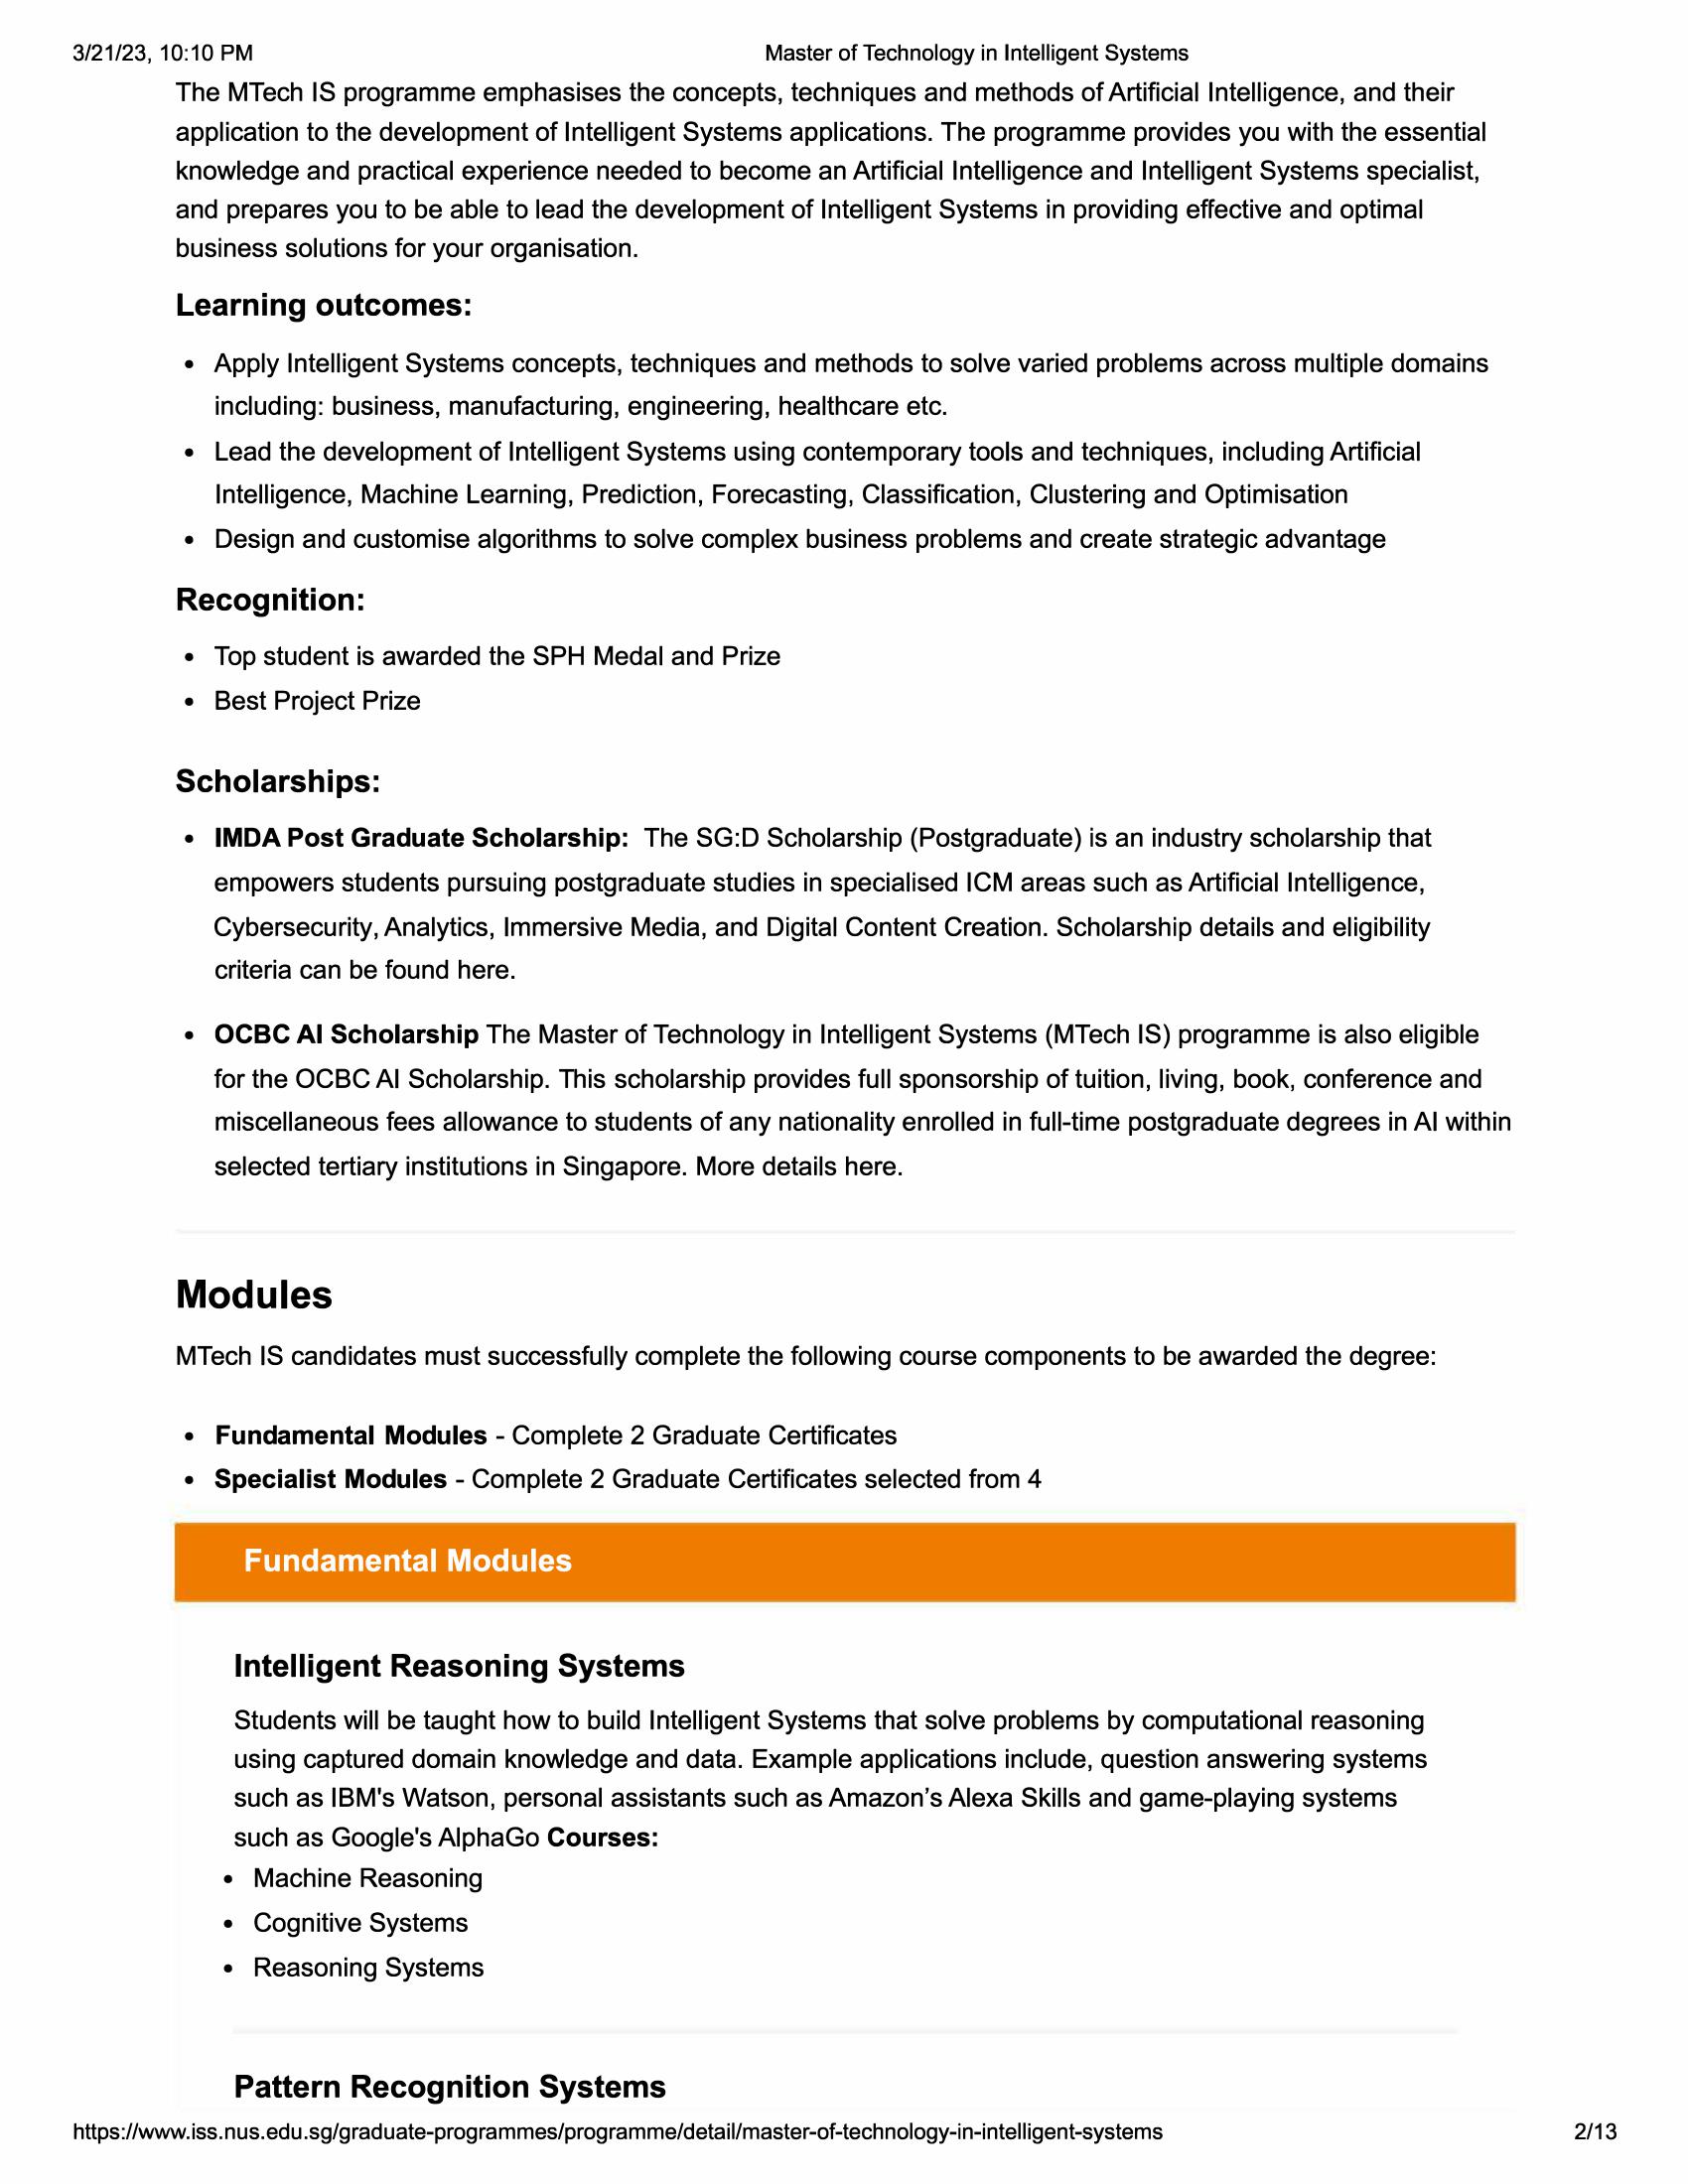 3/21/23, 10:10 PM
Master of Technology in Intelligent Systems
The MTech IS programme emphasises the concepts, techniques and methods of Artificial Intelligence, and their
application to the development of Intelligent Systems applications. The programme provides you with the essential
knowledge and practical experience needed to become an Artificial Intelligence and Intelligent Systems specialist,
and prepares you to be able to lead the development of Intelligent Systems in providing effective and optimal
business solutions for your organisation.
Learning outcomes:
• Apply Intelligent Systems concepts, techniques and methods to solve varied problems across multiple domains
including: business, manufacturing, engineering, healthcare etc.
• Lead the development of Intelligent Systems using contemporary tools and techniques, including Artificial
Intelligence, Machine Learning, Prediction, Forecasting, Classification, Clustering and Optimisation
• Design and customise algorithms to solve complex business problems and create strategic advantage
Recognition:
• Top student is awarded the SPH Medal and Prize
• Best Project Prize
Scholarships:
• IMDA Post Graduate Scholarship: The SG:D Scholarship (Postgraduate) is an industry scholarship that
empowers students pursuing postgraduate studies in specialised ICM areas such as Artificial Intelligence,
Cybersecurity, Analytics, Immersive Media, and Digital Content Creation. Scholarship details and eligibility
criteria can be found here.
• OCBC AI Scholarship The Master of Technology in Intelligent Systems (MTech IS) programme is also eligible
for the OCBC AI Scholarship. This scholarship provides full sponsorship of tuition, living, book, conference and
miscellaneous fees allowance to students of any nationality enrolled in full-time postgraduate degrees in AI within
selected tertiary institutions in Singapore. More details here.
Modules
MTech IS candidates must successfully complete the following course components to be awarded the degree:
• Fundamental Modules - Complete 2 Graduate Certificates
• Specialist Modules - Complete 2 Graduate Certificates selected from 4
Fundamental Modules
Intelligent Reasoning Systems
Students will be taught how to build Intelligent Systems that solve problems by computational reasoning
using captured domain knowledge and data. Example applications include, question answering systems
such as IBM's Watson, personal assistants such as Amazon’s Alexa Skills and game-playing systems
such as Google's AlphaGo Courses:
• Machine Reasoning
• Cognitive Systems
• Reasoning Systems
Pattern Recognition Systems
https://www.iss.nus.edu.sg/graduate-programmes/programme/detail/master-of-technology-in-intelligent-systems
2/13